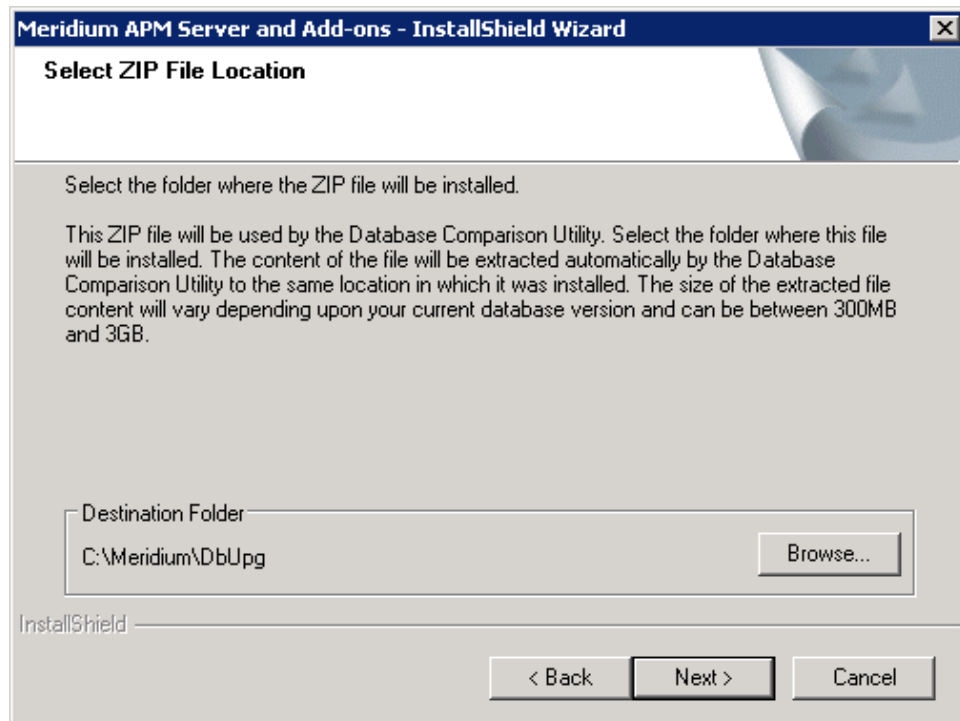 Meridium APM Server and Add-ons - InstallShield Wizard
Select ZIP File Location
Select the folder where the ZIP file will be installed.
This ZIP file will be used by the Database Comparison Utility. Select the folder where this file
will be installed. The content of the file will be extracted automatically by the Database
Comparison Utility to the same location in which it was installed. The size of the extracted file
content will vary depending upon your current database version and can be between 300MB
and 3GB.
Destination Folder
C:\Meridium\DbUpg
Browse...
InstallShield
< Back
Next >
Cancel